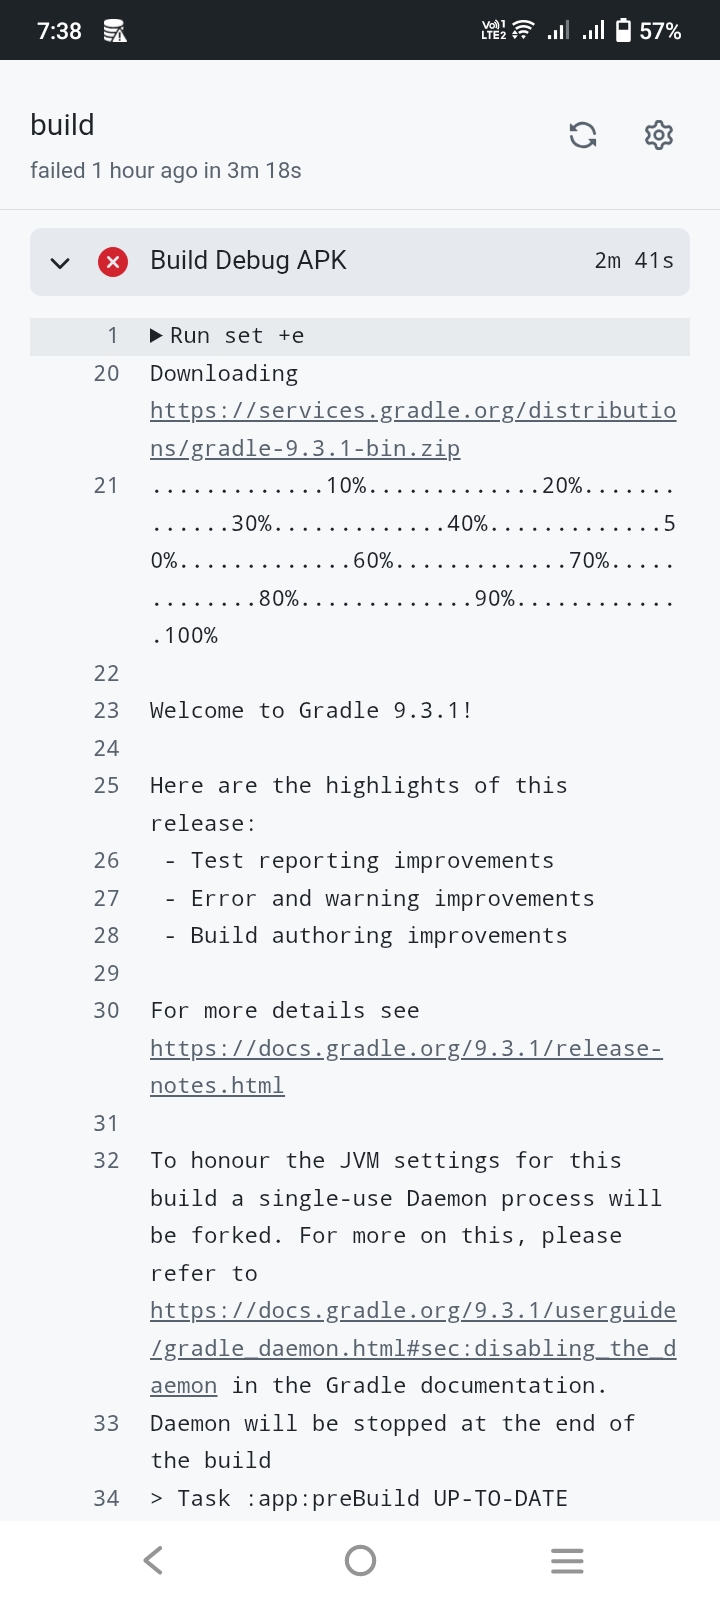 7:38
Vo))1
LTE2
57%
build
failed 1 hour ago in 3m 18s
Build Debug APK
2m 41s
1 Run set +e
20 Downloading
https://services.gradle.org/distributio
ns/gradle-9.3.1-bin.zip
21 .............10%.............20%.......
......30%.............40%.............5
0%.............60%.............70%.....
........80%.............90%............
.100%
22
23 Welcome to Gradle 9.3.1!
24
25 Here are the highlights of this
release:
26 - Test reporting improvements
27 - Error and warning improvements
28 - Build authoring improvements
29
30 For more details see
https://docs.gradle.org/9.3.1/release-
notes.html
31
32 To honour the JVM settings for this
build a single-use Daemon process will
be forked. For more on this, please
refer to
https://docs.gradle.org/9.3.1/userguide
/gradle_daemon.html#sec:disabling_the_d
aemon in the Gradle documentation.
33 Daemon will be stopped at the end of
the build
34 > Task :app:preBuild UP-TO-DATE